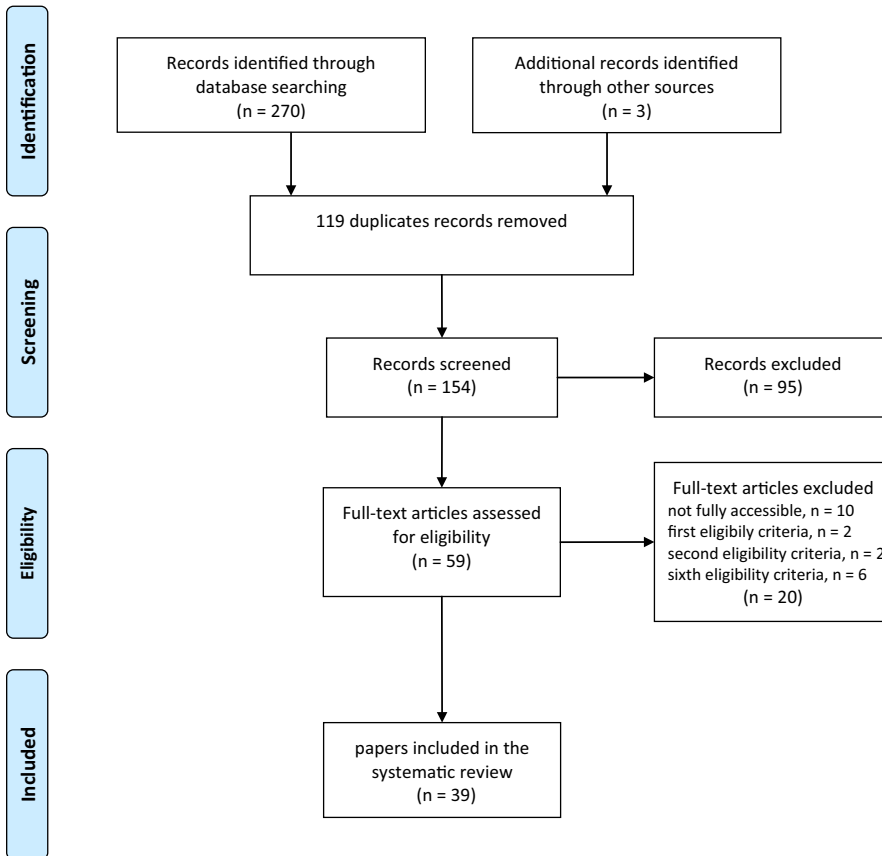 Identification
Records identified through
database searching
(n = 270)
Additional records identified
through other sources
(n = 3)
119 duplicates records removed
Screening
Records screened
(n = 154)
Records excluded
(n = 95)
Eligibility
Full-text articles assessed
for eligibility
(n = 59)
Full-text articles excluded
not fully accessible, n = 10
first eligibily criteria, n = 2
second eligibility criteria, n = 2
sixth eligibility criteria, n = 6
(n = 20)
Included
papers included in the
systematic review
(n = 39)